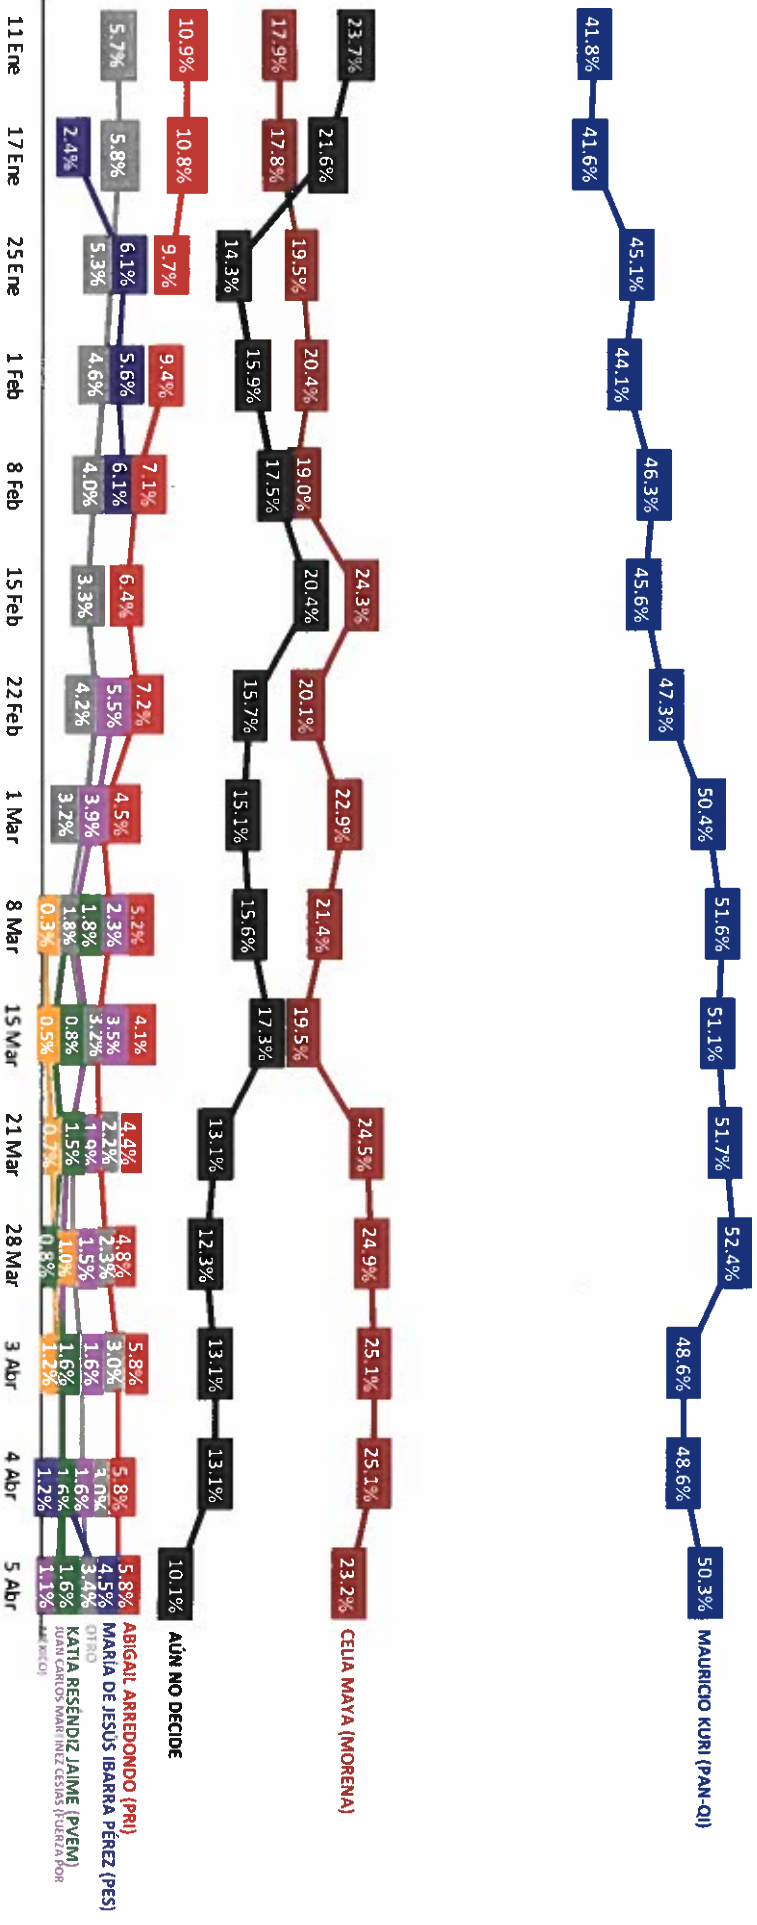 41.8% 41.6% 45.1% 44.1% 46.3% 45.6% 47.3% 50.4% 51.6% 51.1% 51.7% 52.4% 48.6% 48.6% 50.3% MAURICIO KURI (PAN-QI)
17.9% 17.8% 19.5% 20.4% 19.0% 24.3% 20.1% 22.9% 21.4% 19.5% 24.5% 24.9% 25.1% 25.1% 23.2% CELIA MAYA (MORENA)
23.7% 21.6% 14.3% 15.9% 17.5% 20.4% 15.7% 15.1% 15.6% 17.3% 13.1% 12.3% 13.1% 13.1% 10.1% AÚN NO DECIDE
10.9% 10.8% 9.7% 9.4% 7.1% 6.4% 7.2% 4.5% 5.2% 4.1% 4.4% 4.8% 5.8% 5.8% 5.8% ABIGAIL ARREDONDO (PRI)
2.4% 6.1% 5.6% 6.1% 1.2% 4.5% MARÍA DE JESÚS IBARRA PÉREZ (PES)
5.7% 5.8% 5.3% 4.6% 4.0% 3.3% 4.2% 3.2% 1.8% 3.2% 2.2% 2.3% 3.0% 3.0% 3.4% OTRO
1.8% 0.8% 1.5% 0.8% 1.6% 1.6% 1.6% KATIA RESÉNDIZ JAIME (PVEM)
5.5% 3.9% 2.3% 3.5% 1.9% 1.5% 1.6% 1.6% 1.1% JUAN CARLOS MARTÍNEZ CESIAS (FUERZA POR
MÉXICO)
0.3% 0.5% 0.7% 1.0% 1.2%
11 Ene 17 Ene 25 Ene 1 Feb 8 Feb 15 Feb 22 Feb 1 Mar 8 Mar 15 Mar 21 Mar 28 Mar 3 Abr 4 Abr 5 Abr